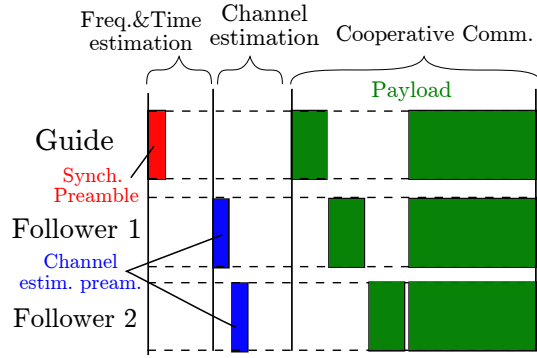 Freq.&Time
estimation
Channel
estimation
Cooperative Comm.
Payload
Guide
Synch.
Preamble
Follower 1
Channel
estim. pream.
Follower 2